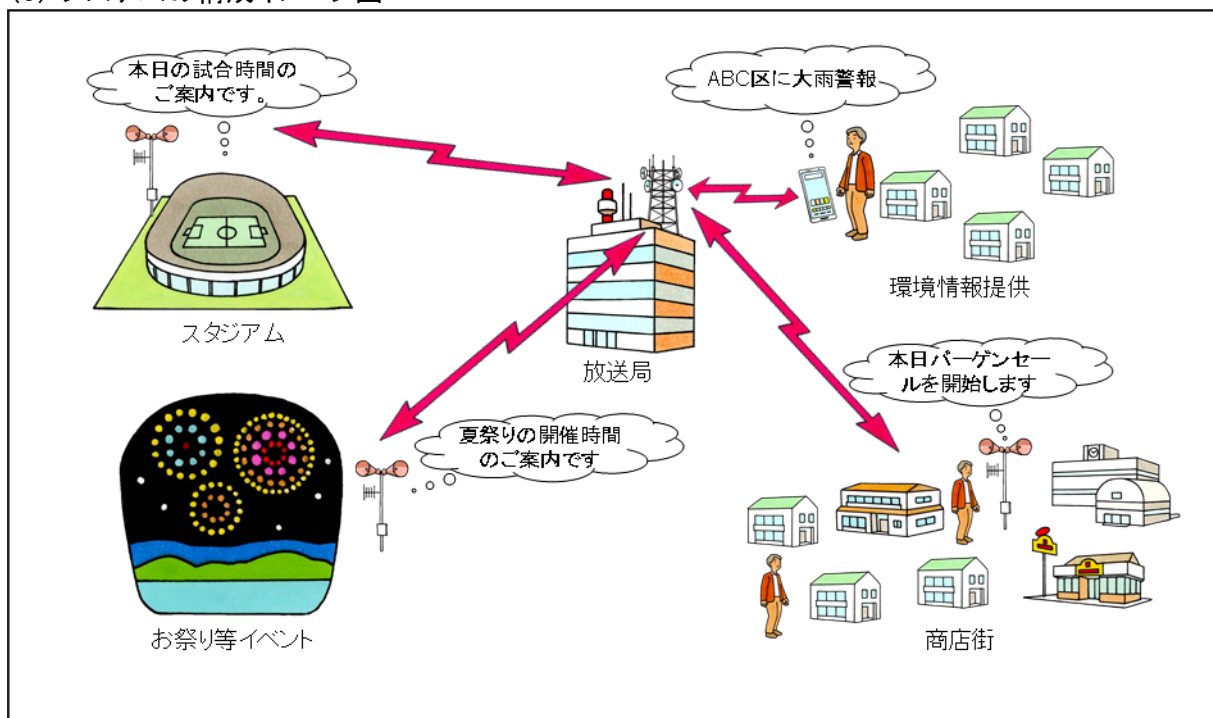 本日の試合時間の
ご案内です。
ABC区に大雨警報
スタジアム
放送局
環境情報提供
本日バーゲンセー
ルを開始します
夏祭りの開催時間
のご案内です
お祭り等イベント
商店街